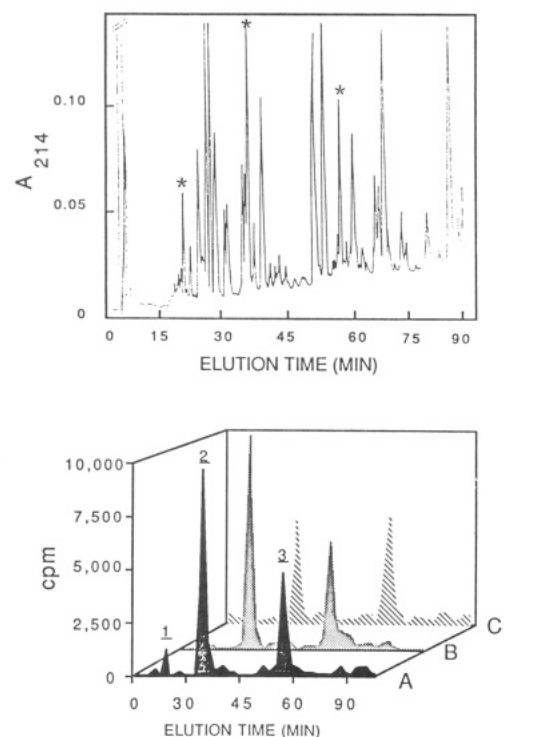 0.10
A 214
0.05
0
0 15 30 45 60 75 90
ELUTION TIME (MIN)
* * *
10,000
7,500
5,000
2,500
0
cpm
1 2 3
A B C
0 30 45 60 90
ELUTION TIME (MIN)